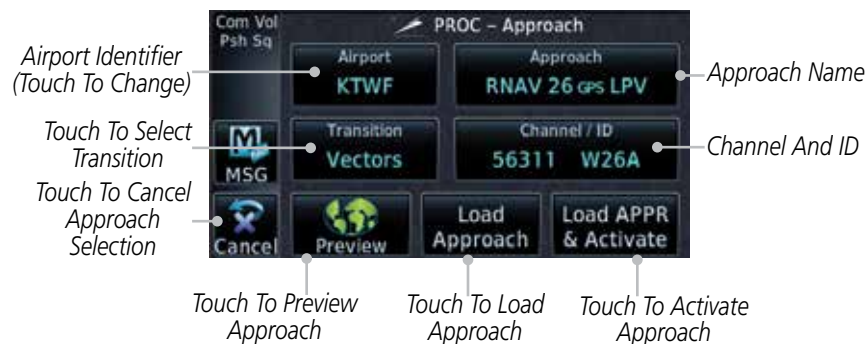 Com Vol
Psh Sq
PROC – Approach
Airport Identifier
(Touch To Change)
Airport
KTWF
Approach
RNAV 26 GPS LPV
Approach Name
Touch To Select
Transition
MSG
Transition
Vectors
Channel / ID
56311 W26A
Channel And ID
Touch To Cancel
Approach
Selection
Cancel
Preview
Load
Approach
Load APPR
& Activate
Touch To Preview
Approach
Touch To Load
Approach
Touch To Activate
Approach